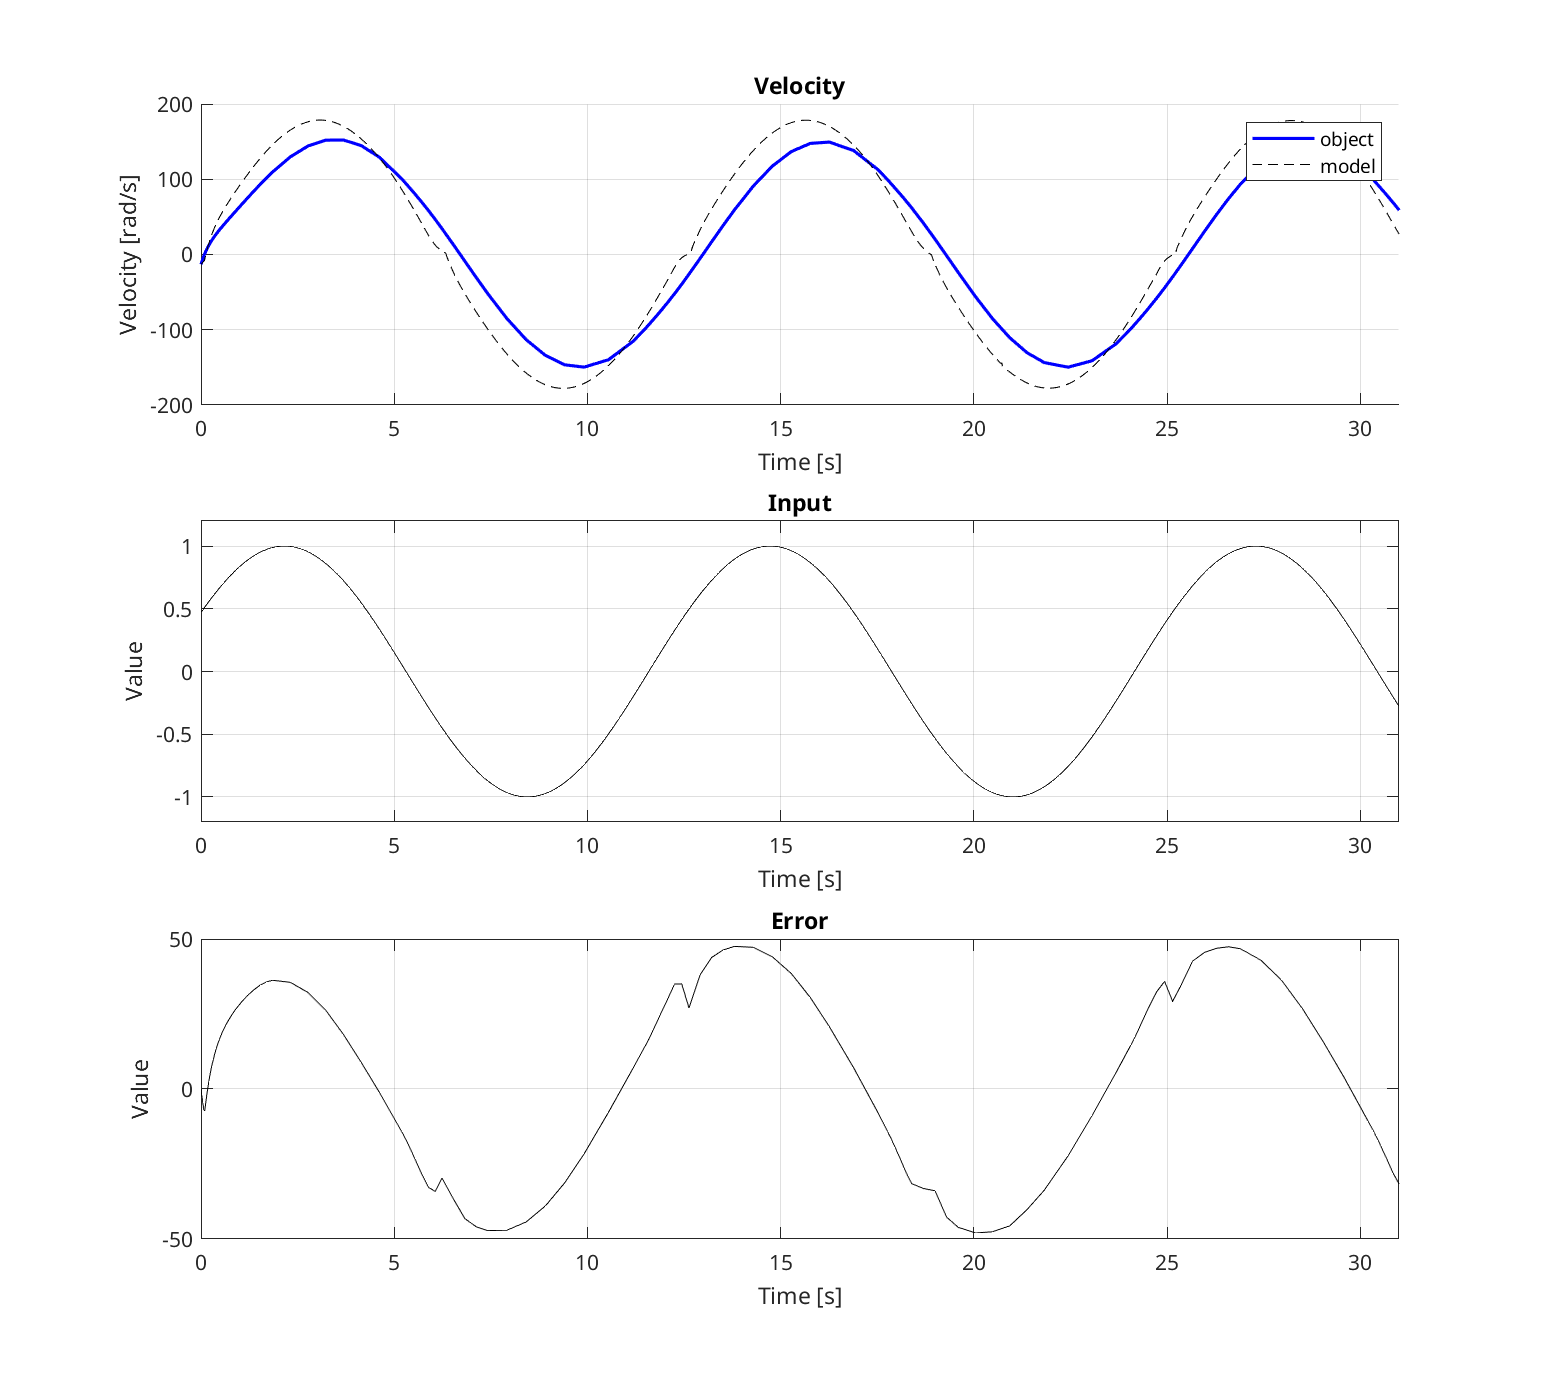 Velocity
Velocity [rad/s]
200
100
0
-100
-200
object
model
0 5 10 15 20 25 30
Time [s]
Input
Value
1
0.5
0
-0.5
-1
0 5 10 15 20 25 30
Time [s]
Error
Value
50
0
-50
0 5 10 15 20 25 30
Time [s]